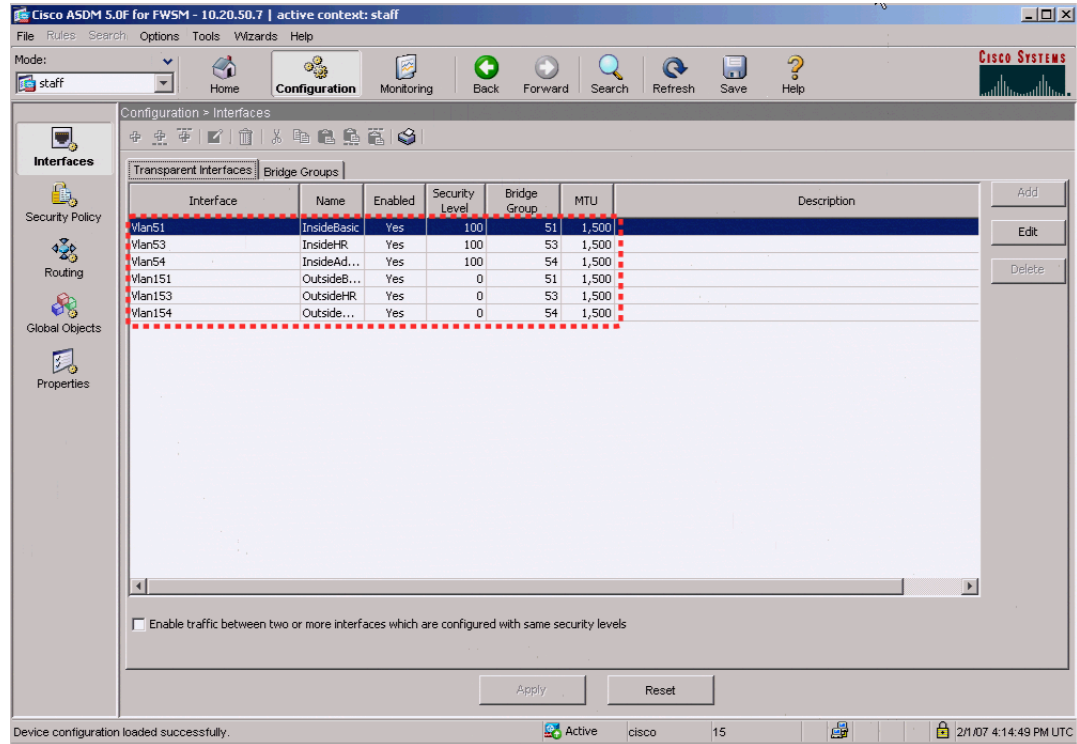 Cisco ASDM 5.0F for FWSM - 10.20.50.7 | active context: staff
File Rules Search Options Tools Wizards Help
Mode:
staff
Home Configuration Monitoring Back Forward Search Refresh Save Help
CISCO SYSTEMS
Configuration > Interfaces
Interfaces
Security Policy
Routing
Global Objects
Properties
Transparent Interfaces Bridge Groups
Interface Name Enabled Security Level Bridge Group MTU Description
Vlan51 InsideBasic Yes 100 51 1,500
Vlan53 InsideHR Yes 100 53 1,500
Vlan54 InsideAd... Yes 100 54 1,500
Vlan151 OutsideB... Yes 0 51 1,500
Vlan153 OutsideHR Yes 0 53 1,500
Vlan154 Outside... Yes 0 54 1,500
Add
Edit
Delete
Enable traffic between two or more interfaces which are configured with same security levels
Apply Reset
Device configuration loaded successfully. Active cisco 15 2/1/07 4:14:49 PM UTC